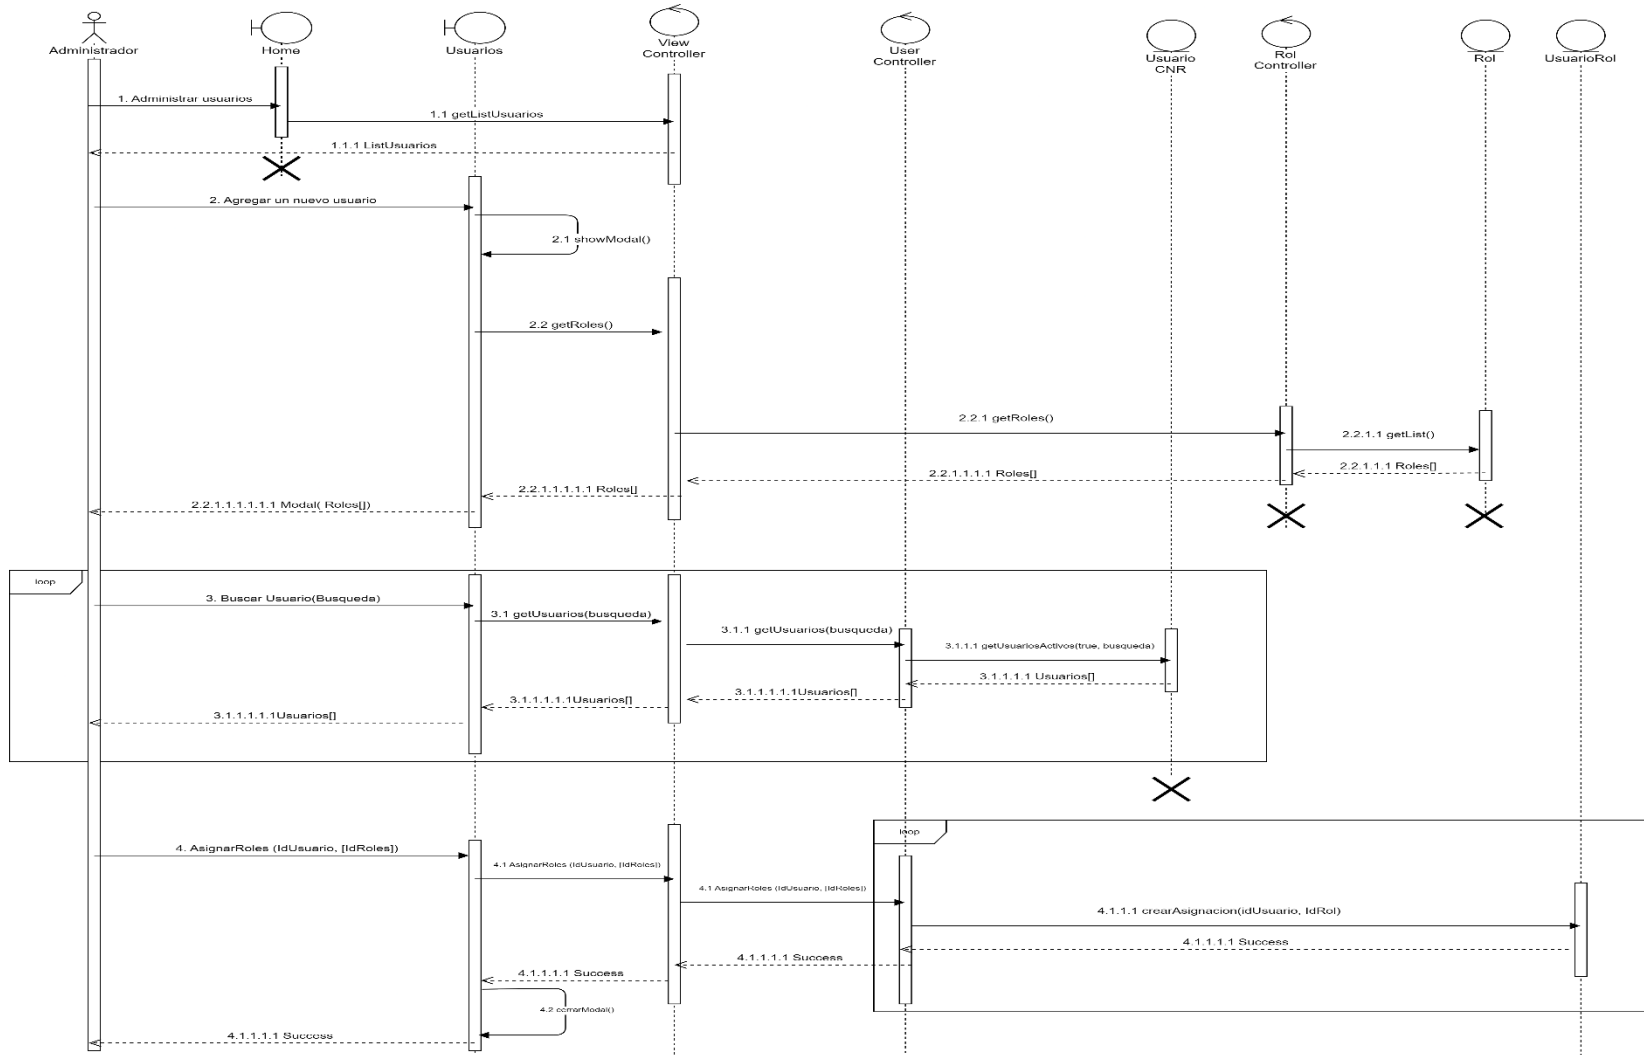 Administrador
Home
Usuarios
View
Controller
User
Controller
Usuario
CNR
Rol
Controller
Rol
UsuarioRol
1. Administrar usuarios
1.1 getListUsuarios
1.1.1 ListUsuarios
2. Agregar un nuevo usuario
2.1 showModal()
2.2 getRoles()
2.2.1 getRoles()
2.2.1.1 getList()
2.2.1.1.1 Roles[]
2.2.1.1.1.1 Roles[]
2.2.1.1.1.1.1 Roles[]
2.2.1.1.1.1.1.1 Modal( Roles[])
loop
3. Buscar Usuario(Busqueda)
3.1 getUsuarios(busqueda)
3.1.1 getUsuarios(busqueda)
3.1.1.1 getUsuariosActivos(true, busqueda)
3.1.1.1.1 Usuarios[]
3.1.1.1.1.1Usuarios[]
3.1.1.1.1.1Usuarios[]
3.1.1.1.1.1Usuarios[]
loop
4. AsignarRoles (IdUsuario, [IdRoles])
4.1 AsignarRoles (IdUsuario, [IdRoles])
4.1 AsignarRoles (IdUsuario, [IdRoles])
4.1.1.1 crearAsignacion(idUsuario, IdRol)
4.1.1.1.1 Success
4.1.1.1.1 Success
4.1.1.1.1 Success
4.2 cerrarModal()
4.1.1.1.1 Success